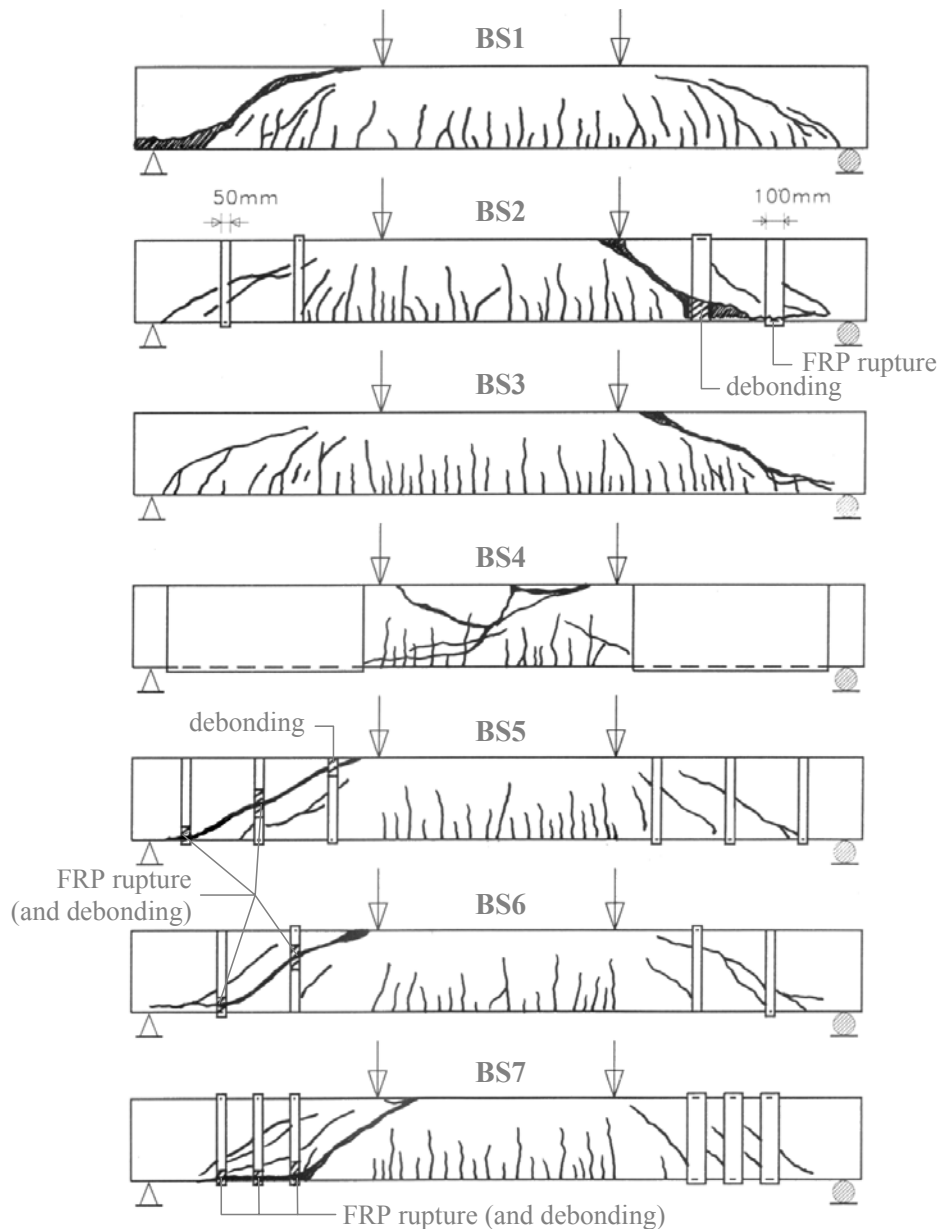 BS1
50mm
BS2
100mm
FRP rupture
debonding
BS3
BS4
debonding
BS5
FRP rupture
(and debonding)
BS6
BS7
FRP rupture (and debonding)